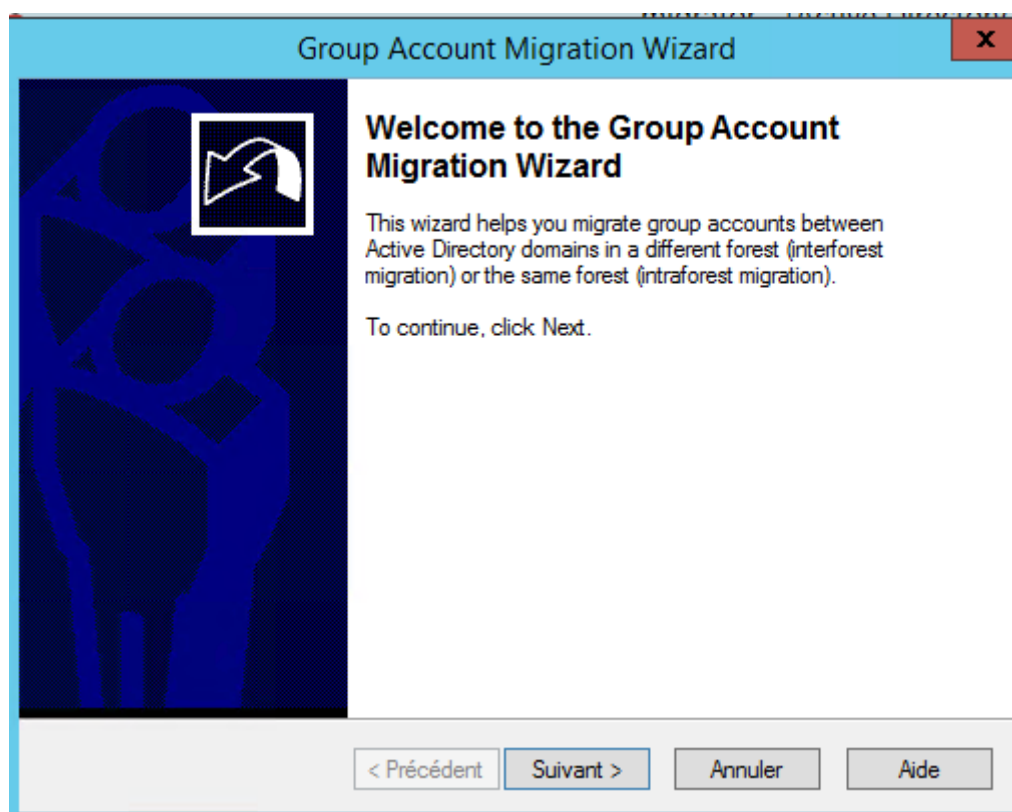 Group Account Migration Wizard
x
Welcome to the Group Account
Migration Wizard
This wizard helps you migrate group accounts between
Active Directory domains in a different forest (interforest
migration) or the same forest (intraforest migration).
To continue, click Next.
< Précédent Suivant > Annuler Aide